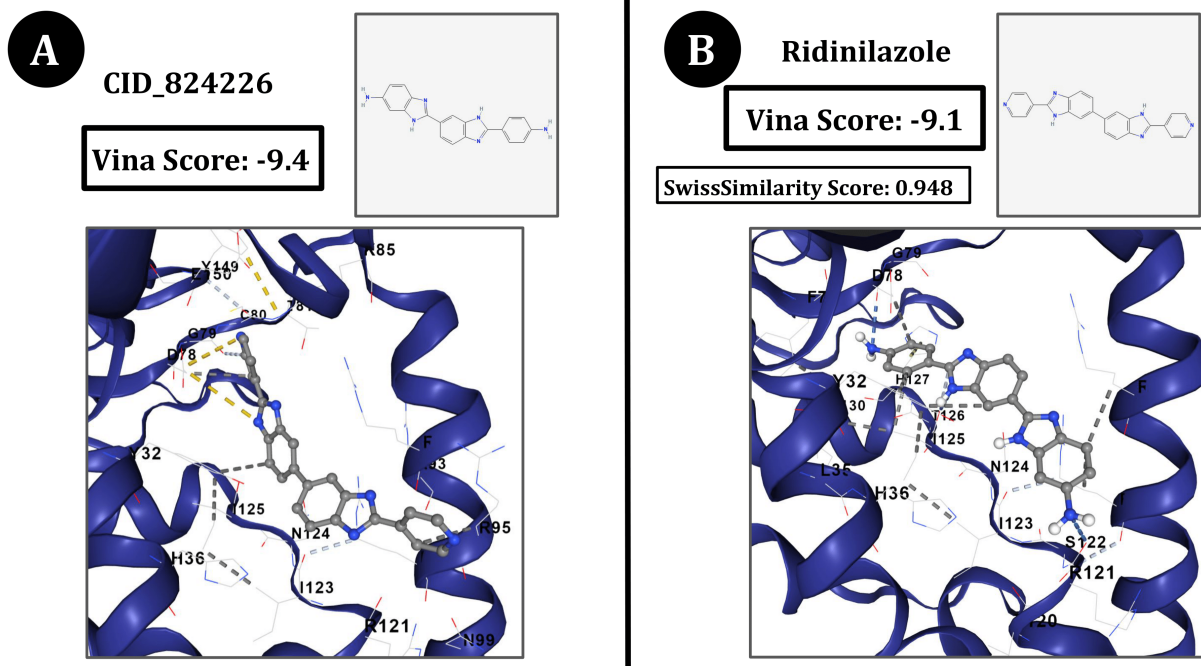 A
CID_824226
Vina Score: -9.4
H
N
H
N
N
H
H
N
N
N
H
H
Y149
C80
G79
D78
Y32
I125
N124
H36
I123
R121
R95
N99
B
Ridinilazole
Vina Score: -9.1
SwissSimilarity Score: 0.948
N
N
N
H
H
N
N
N
G79
D78
Y32
H127
T126
I125
L35
N124
H36
I123
S122
R121
F